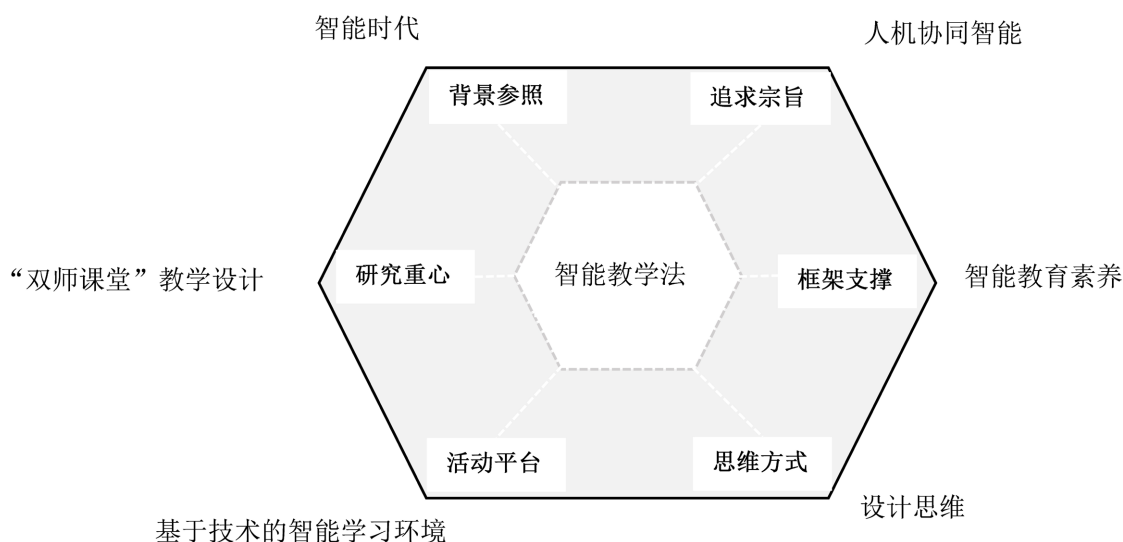 智能时代
人机协同智能
背景参照
追求宗旨
“双师课堂”教学设计
研究重心
智能教学法
框架支撑
智能教育素养
活动平台
思维方式
设计思维
基于技术的智能学习环境